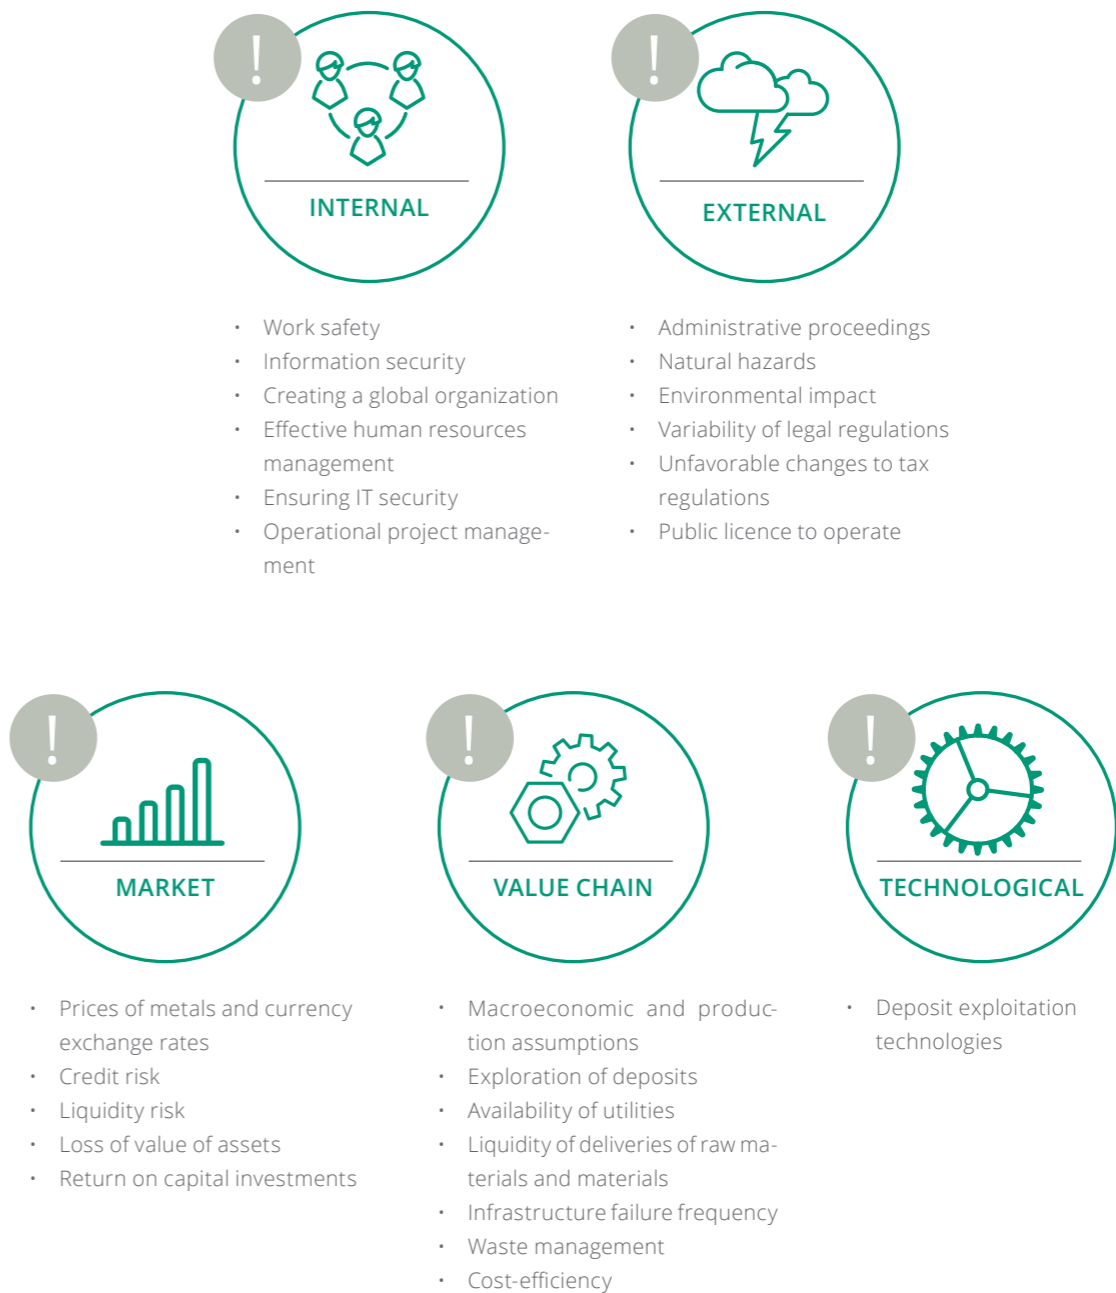 !
INTERNAL
• Work safety
• Information security
• Creating a global organization
• Effective human resources
management
• Ensuring IT security
• Operational project manage-
ment
!
EXTERNAL
• Administrative proceedings
• Natural hazards
• Environmental impact
• Variability of legal regulations
• Unfavorable changes to tax
regulations
• Public licence to operate
!
MARKET
• Prices of metals and currency
exchange rates
• Credit risk
• Liquidity risk
• Loss of value of assets
• Return on capital investments
!
VALUE CHAIN
• Macroeconomic and produc-
tion assumptions
• Exploration of deposits
• Availability of utilities
• Liquidity of deliveries of raw ma-
terials and materials
• Infrastructure failure frequency
• Waste management
• Cost-efficiency
!
TECHNOLOGICAL
• Deposit exploitation
technologies